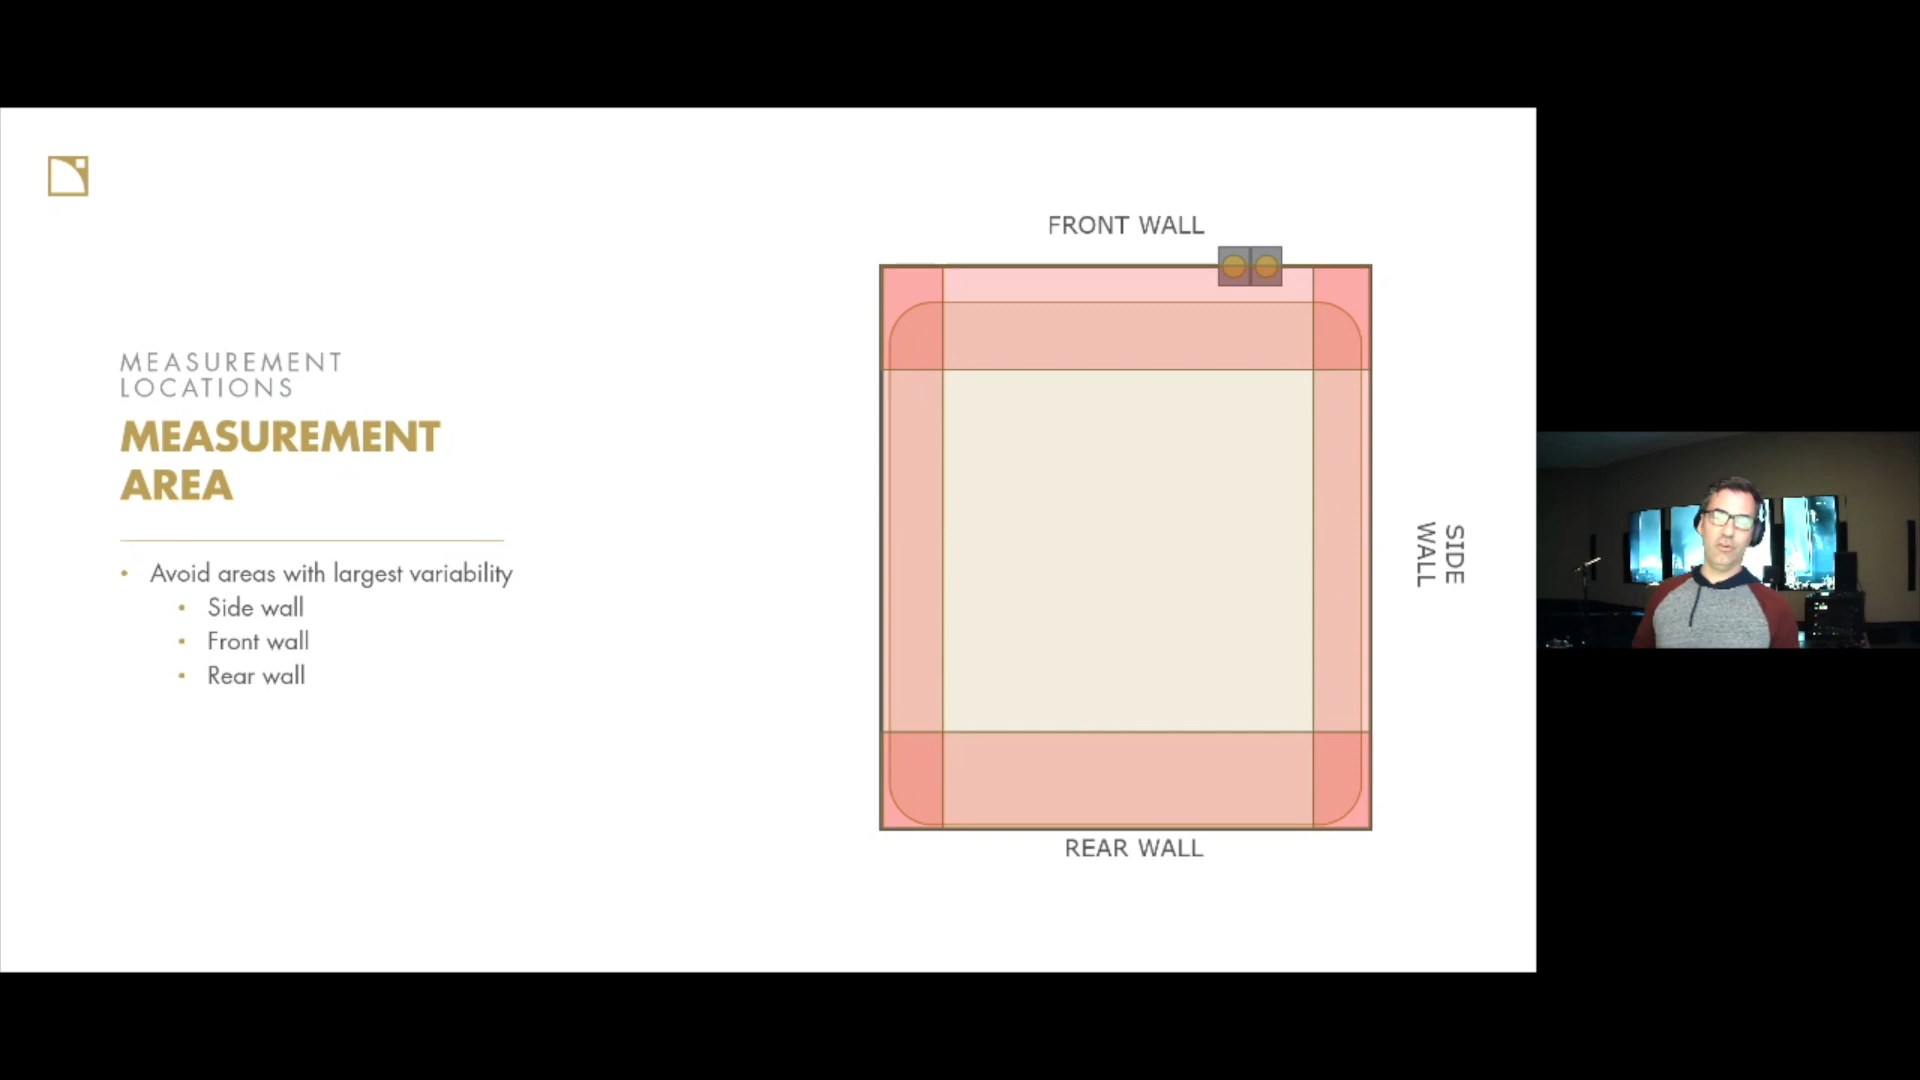 MEASUREMENT
LOCATIONS
MEASUREMENT
AREA
• Avoid areas with largest variability
• Side wall
• Front wall
• Rear wall
FRONT WALL
SIDE
WALL
REAR WALL